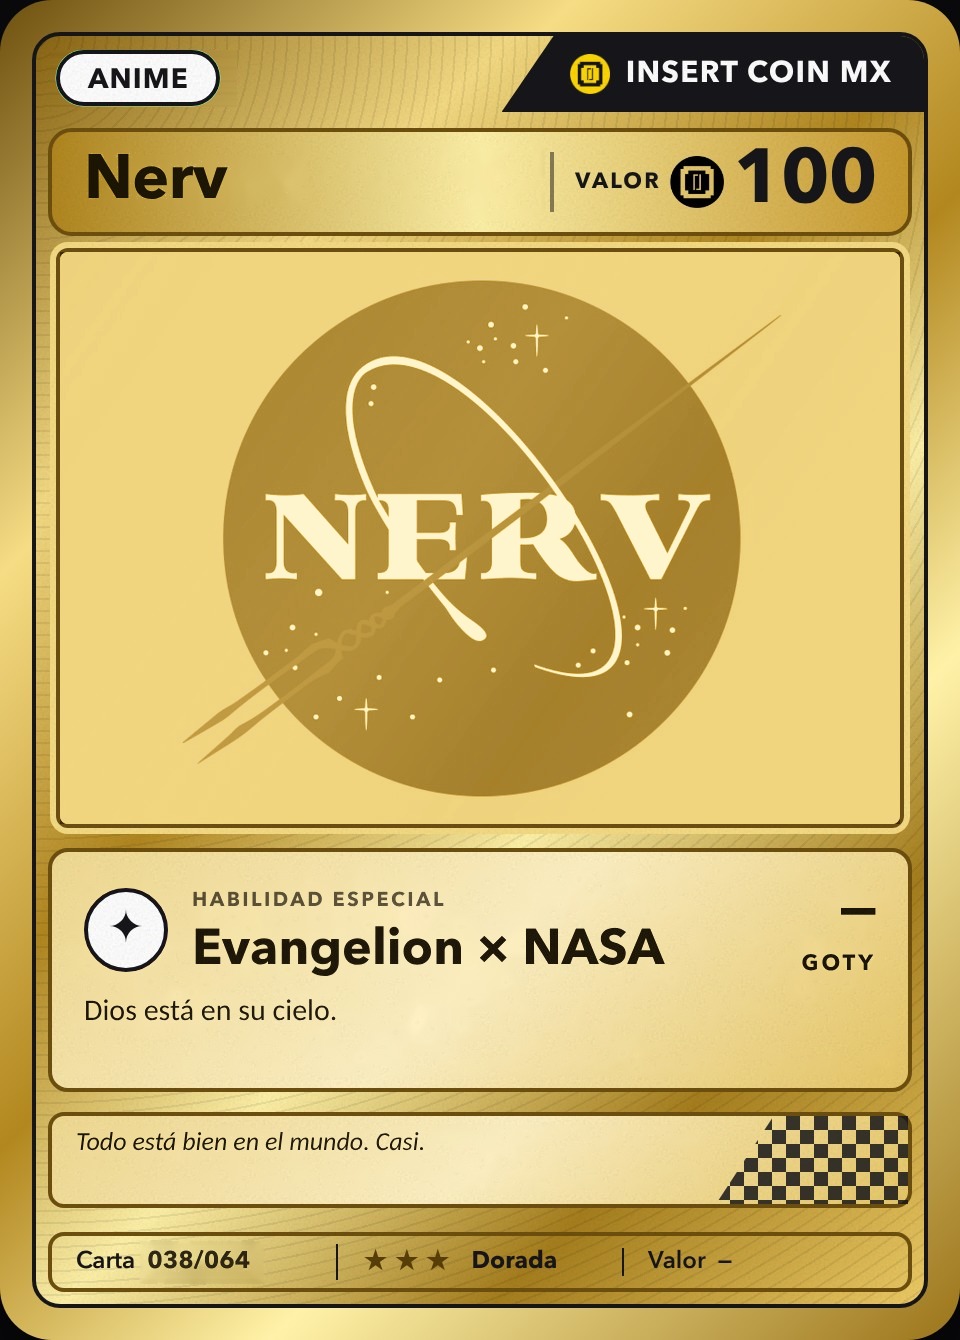 ANIME
INSERT COIN MX
Nerv
VALOR 100
NERV
HABILIDAD ESPECIAL
Evangelion × NASA
—
GOTY
Dios está en su cielo.
Todo está bien en el mundo. Casi.
Carta 038/064 ★★★ Dorada Valor –